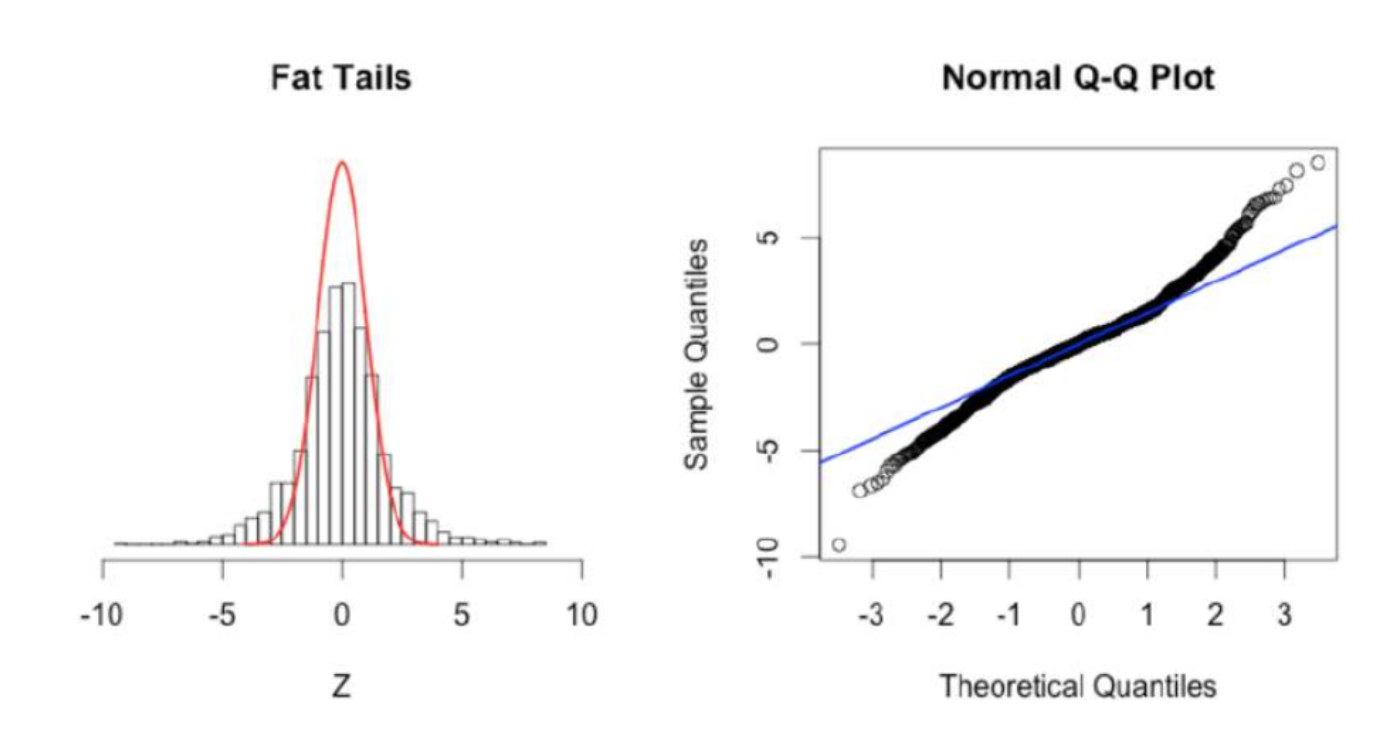 Fat Tails
-10 -5 0 5 10
Z
Normal Q-Q Plot
Sample Quantiles
5
0
-5
-10
-3 -2 -1 0 1 2 3
Theoretical Quantiles